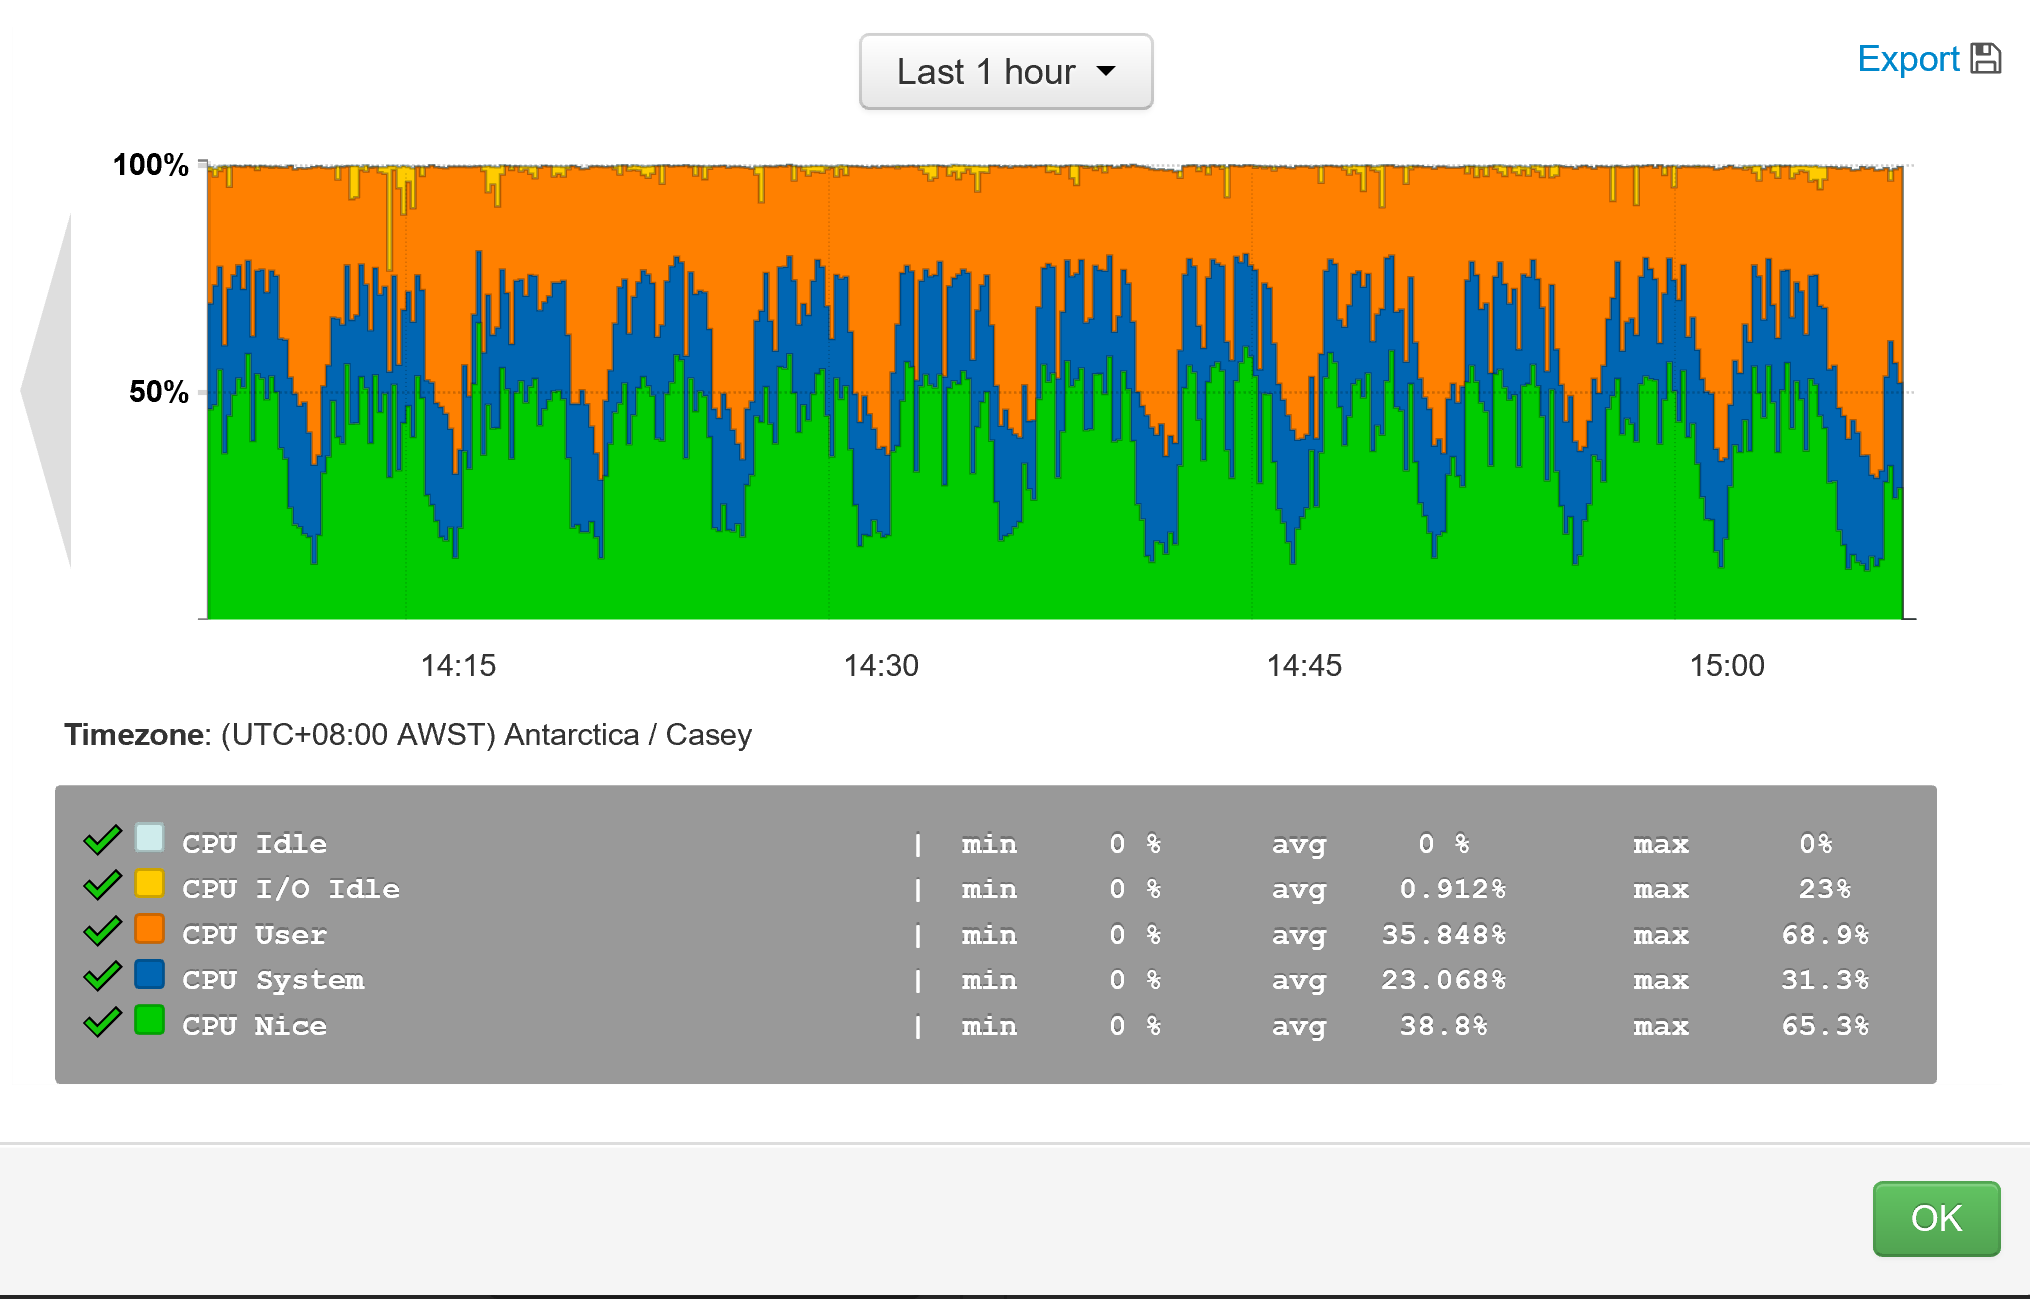 Last 1 hour
Export
100%
50%
14:15 14:30 14:45 15:00
Timezone: (UTC+08:00 AWST) Antarctica / Casey
CPU Idle | min 0 % avg 0 % max 0%
CPU I/O Idle | min 0 % avg 0.912% max 23%
CPU User | min 0 % avg 35.848% max 68.9%
CPU System | min 0 % avg 23.068% max 31.3%
CPU Nice | min 0 % avg 38.8% max 65.3%
OK